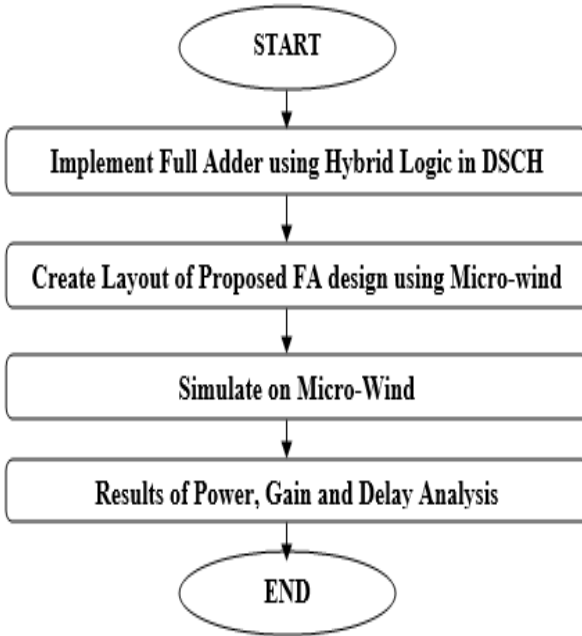 START
Implement Full Adder using Hybrid Logic in DSCH
Create Layout of Proposed FA design using Micro-wind
Simulate on Micro-Wind
Results of Power, Gain and Delay Analysis
END